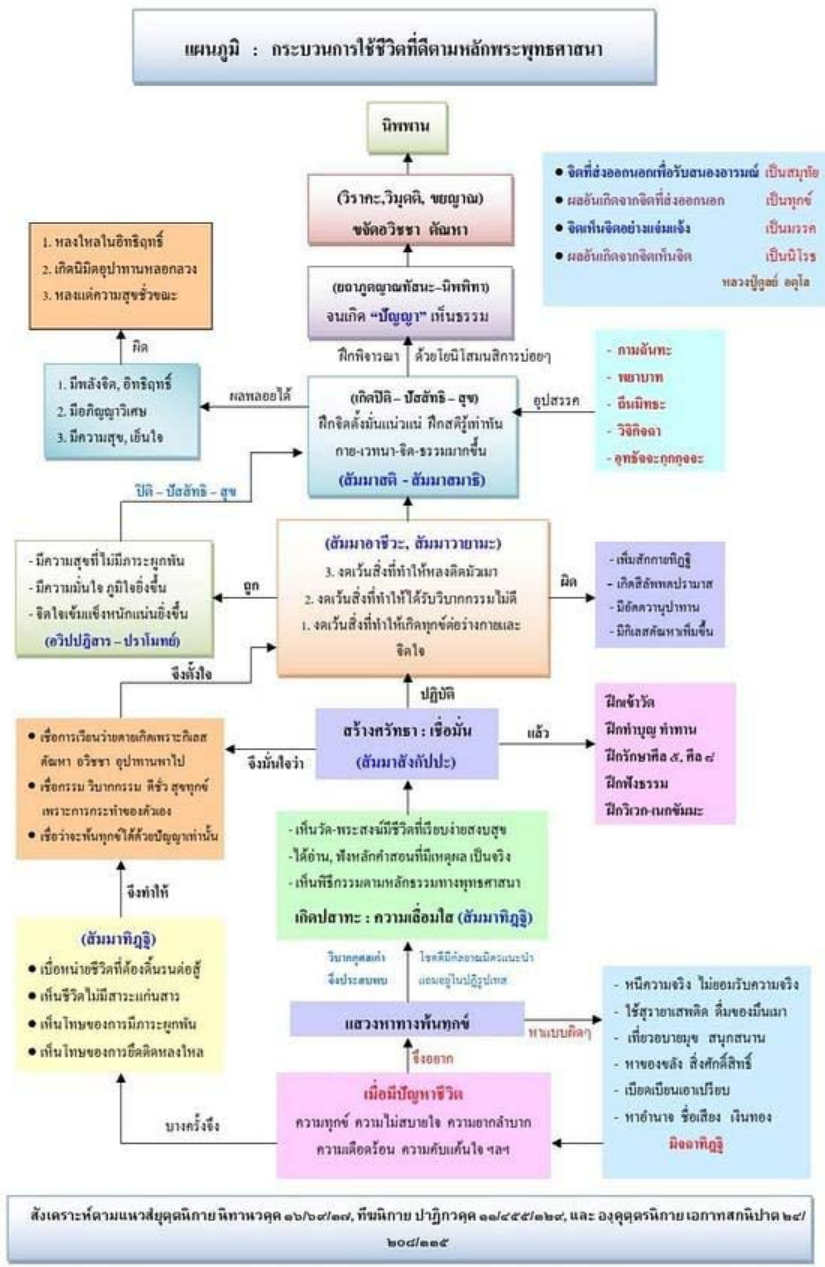 แผนภูมิ : กระบวนการใช้ชีวิตที่ดีตามหลักพระพุทธศาสนา
นิพพาน
(วิราคะ,วิมุตติ, ขยญาณ)
ขจัดอวิชชา ตัณหา
● จิตที่ส่งออกนอกเพื่อรับสนองอารมณ์ เป็นสมุทัย
● ผลอันเกิดจากจิตที่ส่งออกนอก เป็นทุกข์
● จิตเห็นจิตอย่างแจ่มแจ้ง เป็นมรรค
● ผลอันเกิดจากจิตเห็นจิต เป็นนิโรธ
หลวงปู่ดูลย์ อตุโล
1. หลงใหลในอิทธิฤทธิ์
2. เกิดนิมิตอุปาทานหลอกลวง
3. หลงแต่ความสุขชั่วขณะ
(ยถาภูตญาณทัสนะ-นิพพิทา)
จนเกิด “ปัญญา” เห็นธรรม
ผิด
ฝึกพิจารณา ด้วยโยนิโสมนสิการบ่อยๆ
1. มีพลังจิต, อิทธิฤทธิ์
2. มีอภิญญาวิเศษ
3. มีความสุข, เย็นใจ
ผลพลอยได้
(เกิดปิติ - ปัสสัทธิ - สุข)
ฝึกจิตตั้งมั่นแน่วแน่ ฝึกสติรู้เท่าทัน
กาย-เวทนา-จิต-ธรรมมากขึ้น
(สัมมาสติ - สัมมาสมาธิ)
อุปสรรค
- กามฉันทะ
- พยาบาท
- ถีนมิทธะ
- วิจิกิจฉา
- อุทธัจจะกุกกุจจะ
ปิติ – ปัสสัทธิ – สุข
- มีความสุขที่ไม่มีภาระผูกพัน
- มีความมั่นใจ ภูมิใจยิ่งขึ้น
- จิตใจเข้มแข็งหนักแน่นยิ่งขึ้น
(อวิปปฏิสาร – ปราโมทย์)
ถูก
(สัมมาอาชีวะ, สัมมาวายามะ)
3. งดเว้นสิ่งที่ทำให้หลงติดมัวเมา
2. งดเว้นสิ่งที่ทำให้ได้รับวิบากกรรมไม่ดี
1. งดเว้นสิ่งที่ทำให้เกิดทุกข์ต่อร่างกายและ
จิตใจ
ผิด
- เพิ่มสักกายทิฏฐิ
- เกิดสีลัพพตปรามาส
- มีอัตตวานุปาทาน
- มีกิเลสตัณหาเพิ่มขึ้น
จึงตั้งใจ
ปฏิบัติ
● เชื่อการเวียนว่ายตายเกิดเพราะกิเลส
ตัณหา อวิชชา อุปาทานพาไป
● เชื่อกรรม วิบากกรรม ดีชั่ว สุขทุกข์
เพราะการกระทำของตัวเอง
● เชื่อว่าจะพ้นทุกข์ได้ด้วยปัญญาเท่านั้น
จึงมั่นใจว่า
สร้างศรัทธา : เชื่อมั่น
(สัมมาสังกัปปะ)
แล้ว
ฝึกเข้าวัด
ฝึกทำบุญ ทำทาน
ฝึกรักษาศีล ๕, ศีล ๘
ฝึกฟังธรรม
ฝึกวิเวก-เนกขัมมะ
- เห็นวัด-พระสงฆ์มีชีวิตที่เรียบง่ายสงบสุข
- ได้อ่าน, ฟังหลักคำสอนที่มีเหตุผล เป็นจริง
- เห็นพิธีกรรมตามหลักธรรมทางพุทธศาสนา
เกิดปสาทะ : ความเลื่อมใส (สัมมาทิฏฐิ)
จึงทำให้
(สัมมาทิฏฐิ)
● เบื่อหน่ายชีวิตที่ต้องดิ้นรนต่อสู้
● เห็นชีวิตไม่มีสาระแก่นสาร
● เห็นโทษของการมีภาระผูกพัน
● เห็นโทษของการยึดติดหลงใหล
วิบากกุศลเก่า โชคดีมีกัลยาณมิตรแนะนำ
จึงประสบพบ แถมอยู่ในปฏิรูปเทส
แสวงหาทางพ้นทุกข์
หาแบบผิดๆ
- หนีความจริง ไม่ยอมรับความจริง
- ใช้สุรายาเสพติด ดื่มของมึนเมา
- เที่ยวอบายมุข สนุกสนาน
- หาของขลัง สิ่งศักดิ์สิทธิ์
- เบียดเบียนเอาเปรียบ
- หาอำนาจ ชื่อเสียง เงินทอง
มิจฉาทิฏฐิ
จึงอยาก
เมื่อมีปัญหาชีวิต
ความทุกข์ ความไม่สบายใจ ความยากลำบาก
ความเดือดร้อน ความคับแค้นใจ ฯลฯ
บางครั้งจึง
สังเคราะห์ตามแนวสํยุตฺตนิกาย นิทานวคฺค ๑๖/๖๙/๓๗, ทีฆนิกาย ปาฏิกวคฺค ๑๑/๔๕๕/๓๒๙, และ องฺคุตฺตรนิกาย เอกาทสกนิปาต ๒๔/
๒๐๘/๓๓๕